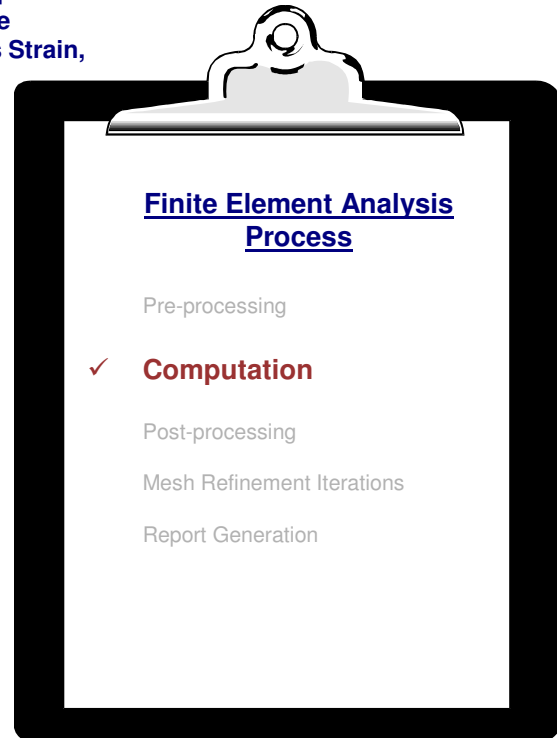 e
s Strain,
Finite Element Analysis
Process
Pre-processing
✓ Computation
Post-processing
Mesh Refinement Iterations
Report Generation